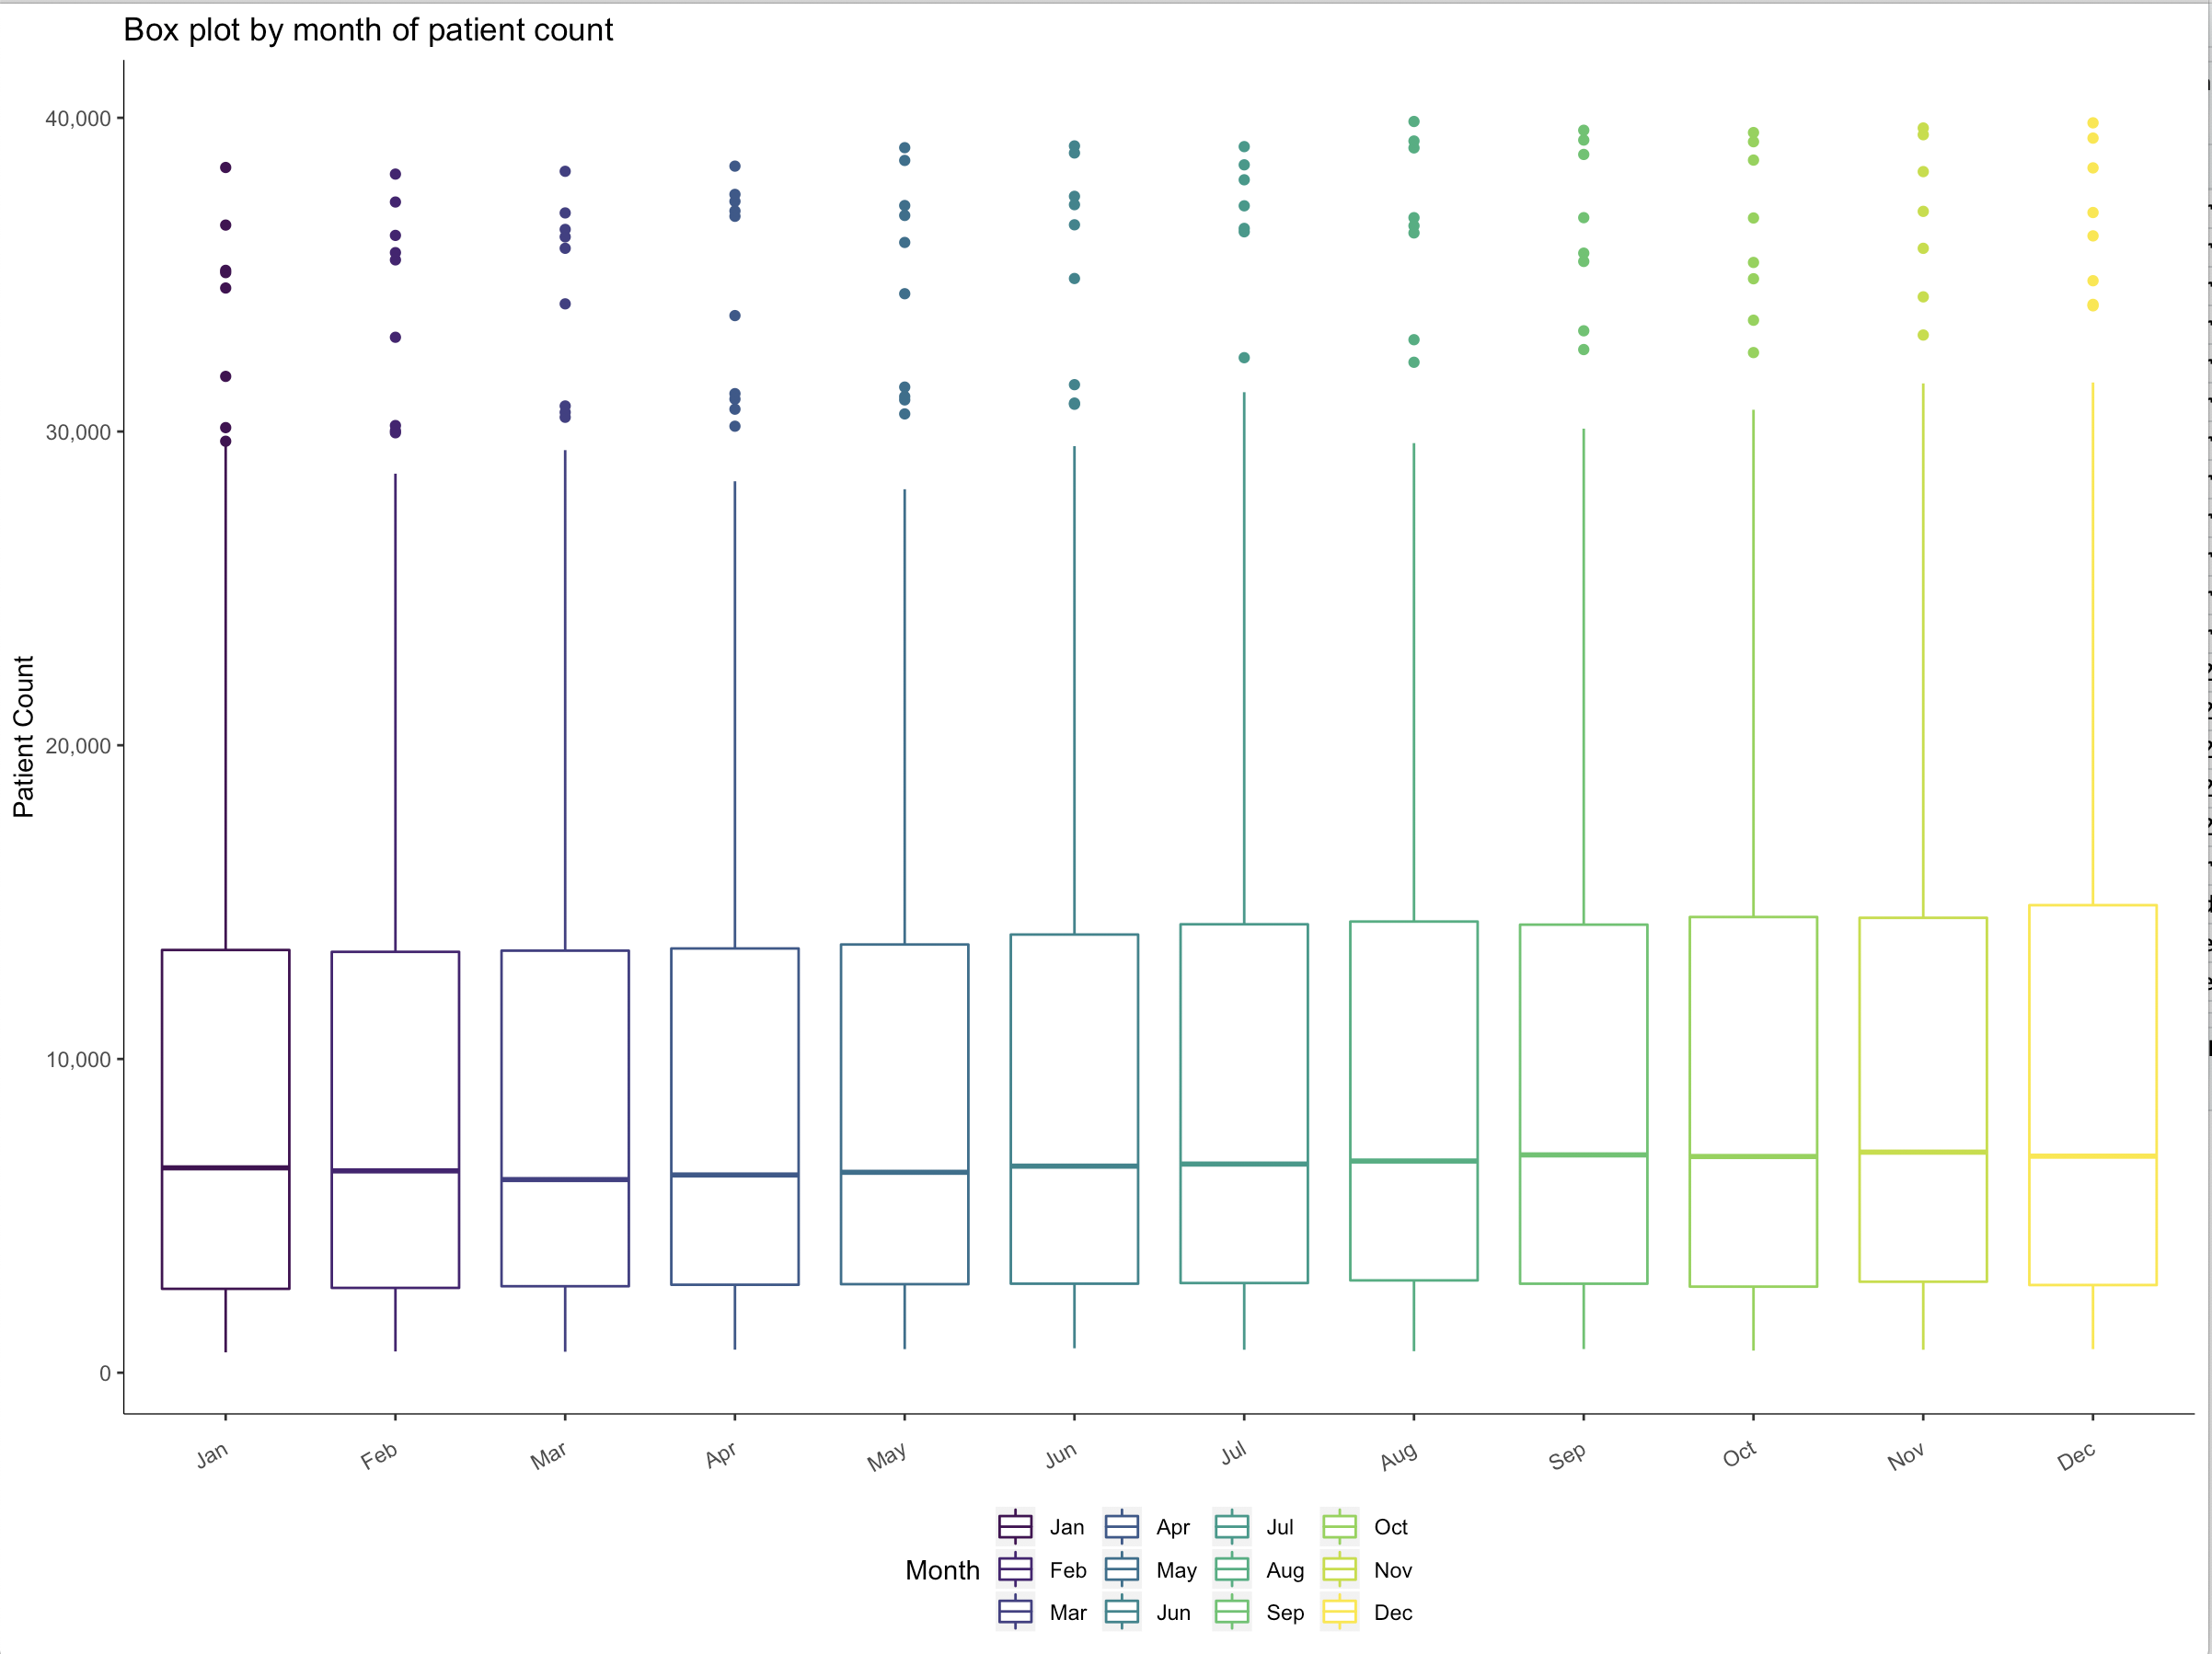 Box plot by month of patient count
Patient Count
40,000
30,000
20,000
10,000
0
Jan Feb Mar Apr May Jun Jul Aug Sep Oct Nov Dec
Month
Jan Apr Jul Oct
Feb May Aug Nov
Mar Jun Sep Dec